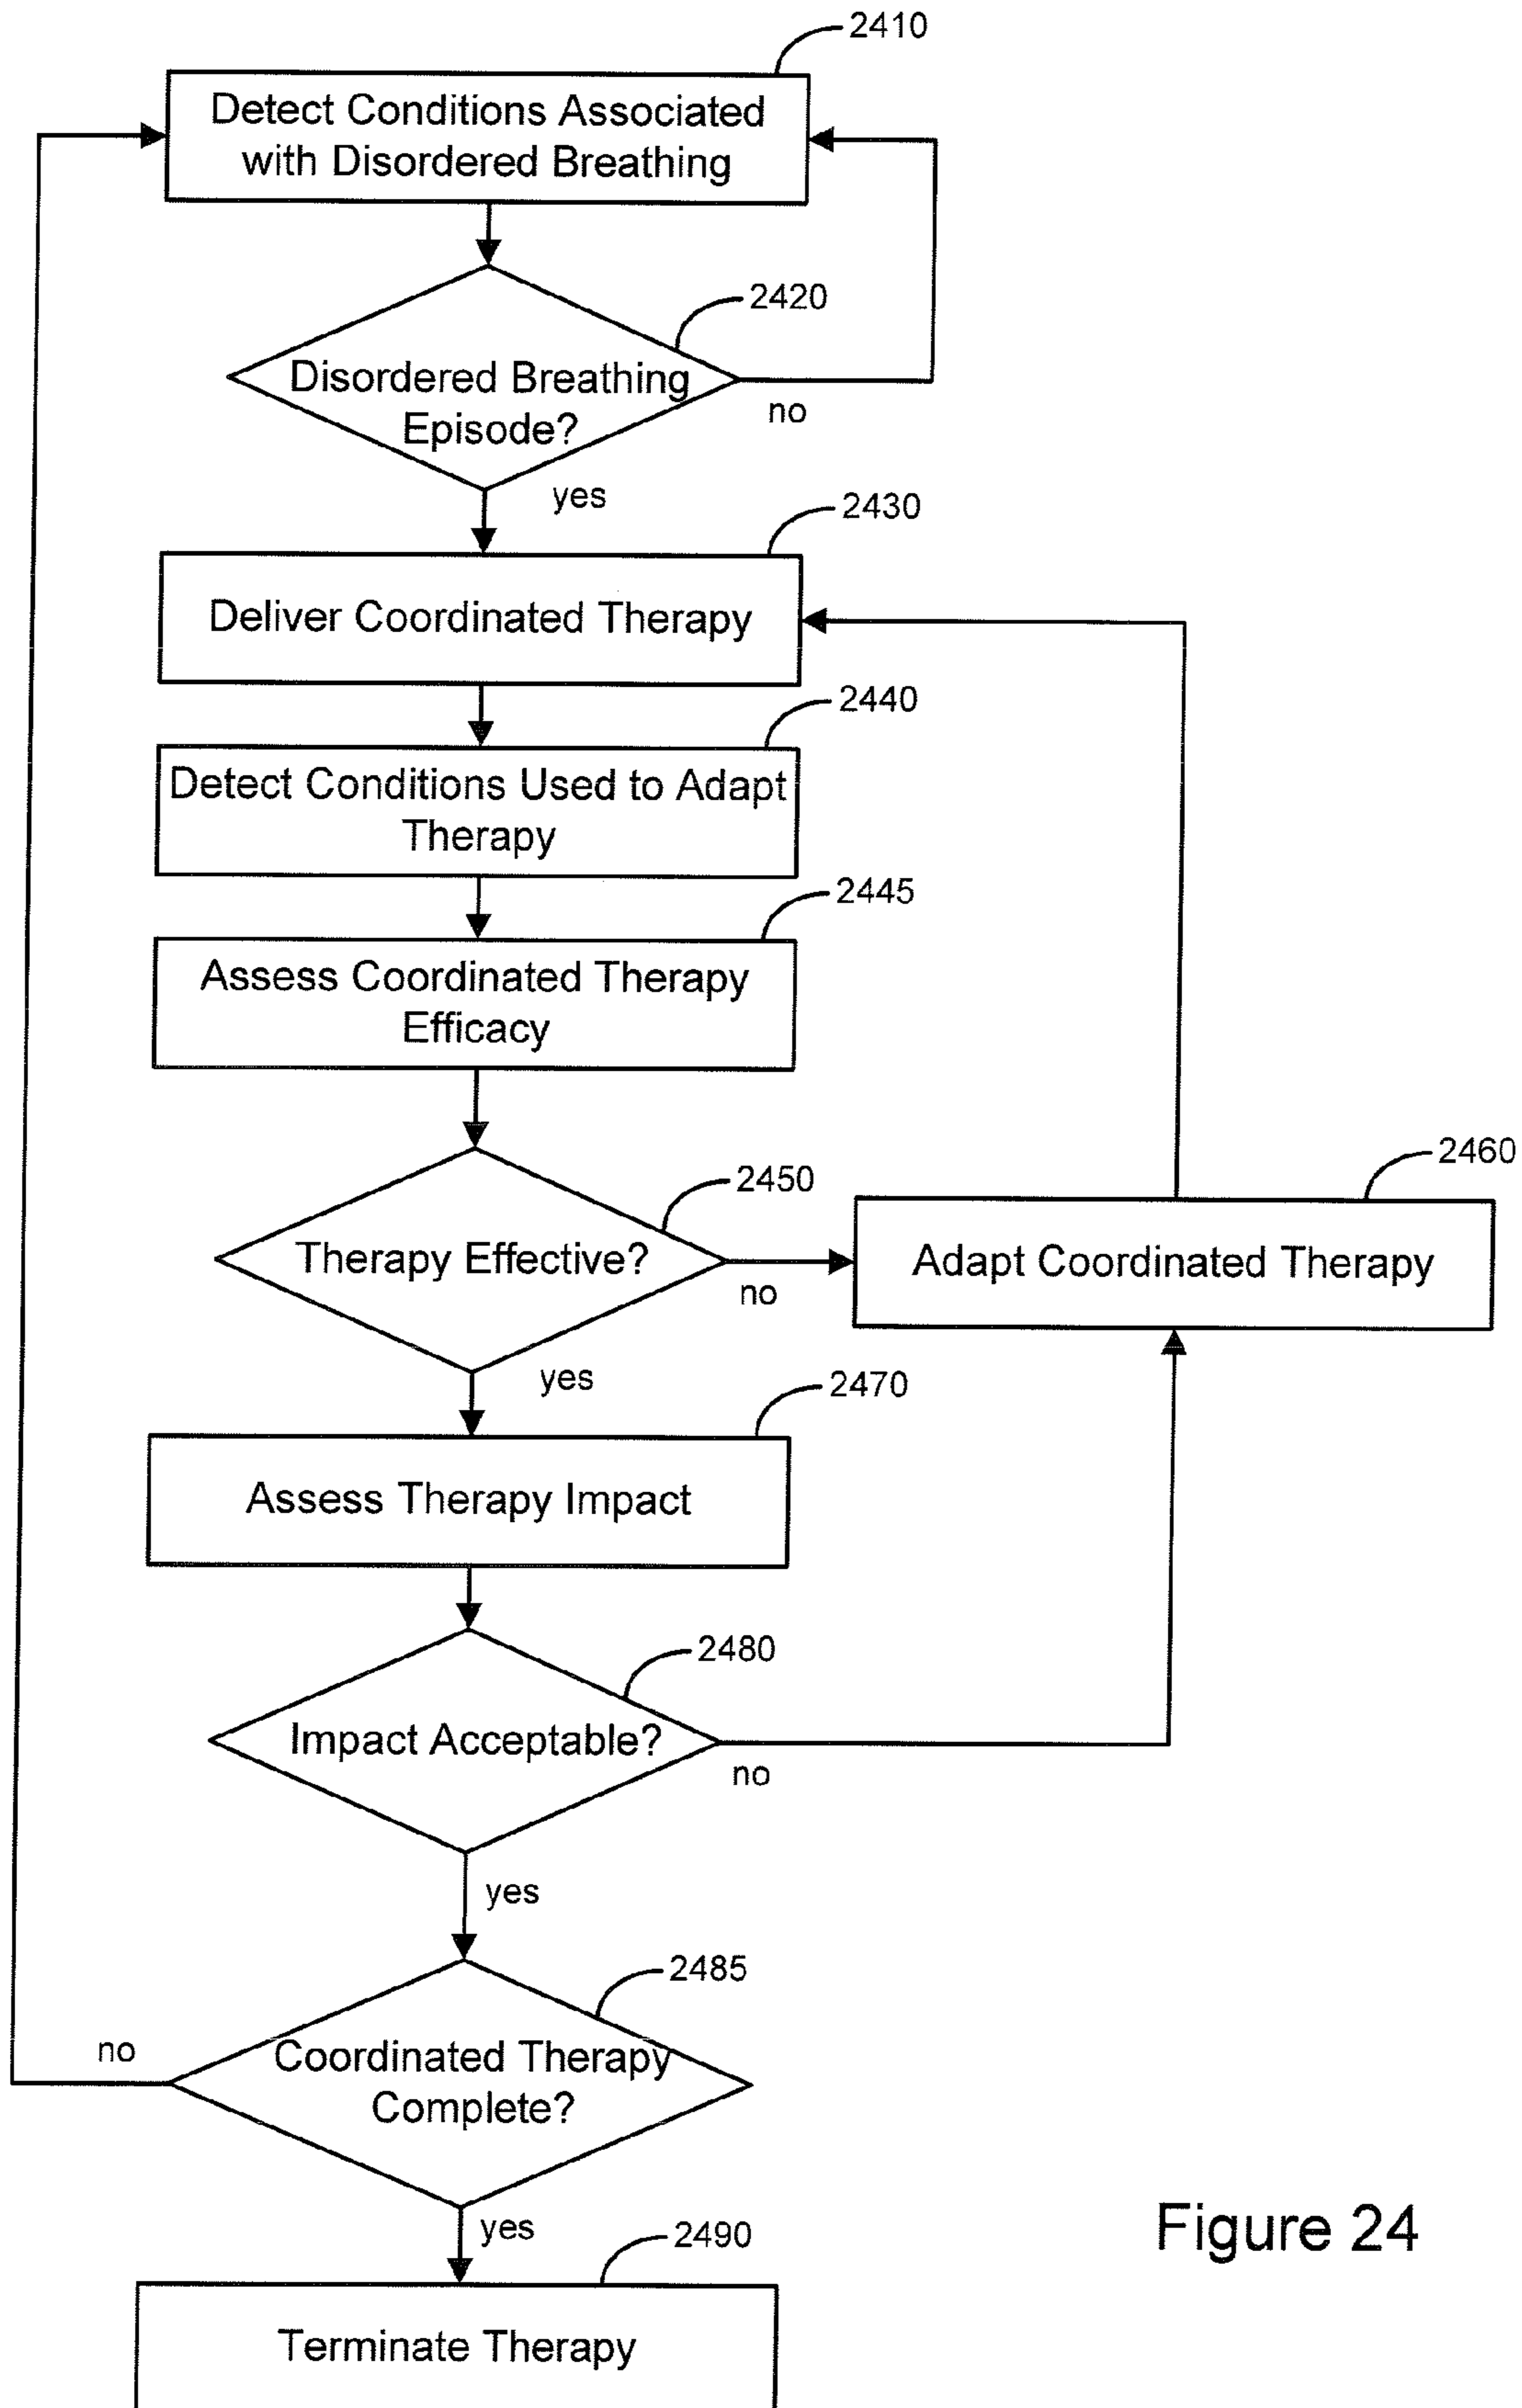 2410
Detect Conditions Associated
with Disordered Breathing
2420
Disordered Breathing
Episode?
no
yes
2430
Deliver Coordinated Therapy
2440
Detect Conditions Used to Adapt
Therapy
2445
Assess Coordinated Therapy
Efficacy
2450
Therapy Effective?
no
2460
Adapt Coordinated Therapy
yes
2470
Assess Therapy Impact
2480
Impact Acceptable?
no
yes
2485
no
Coordinated Therapy
Complete?
yes
2490
Terminate Therapy
Figure 24